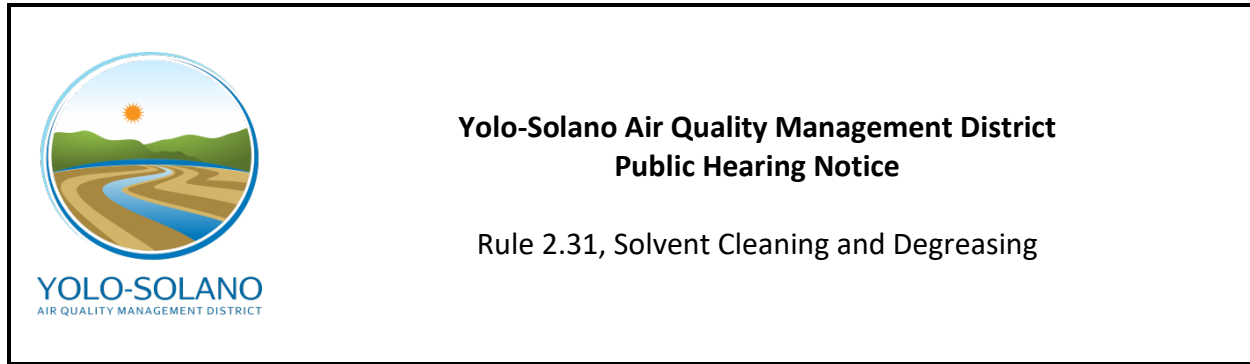 Yolo-Solano Air Quality Management District
Public Hearing Notice
Rule 2.31, Solvent Cleaning and Degreasing
YOLO-SOLANO
AIR QUALITY MANAGEMENT DISTRICT